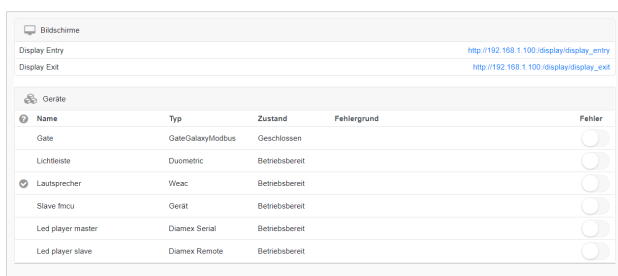 Bildschirme
Display Entry http://192.168.1.100:/display/display_entry
Display Exit http://192.168.1.100:/display/display_exit
Geräte
Name Typ Zustand Fehlergrund Fehler
Gate GateGalaxyModbus Geschlossen
Lichtleiste Duometric Betriebsbereit
Lautsprecher Weac Betriebsbereit
Slave fmcu Gerät Betriebsbereit
Led player master Diamex Serial Betriebsbereit
Led player slave Diamex Remote Betriebsbereit